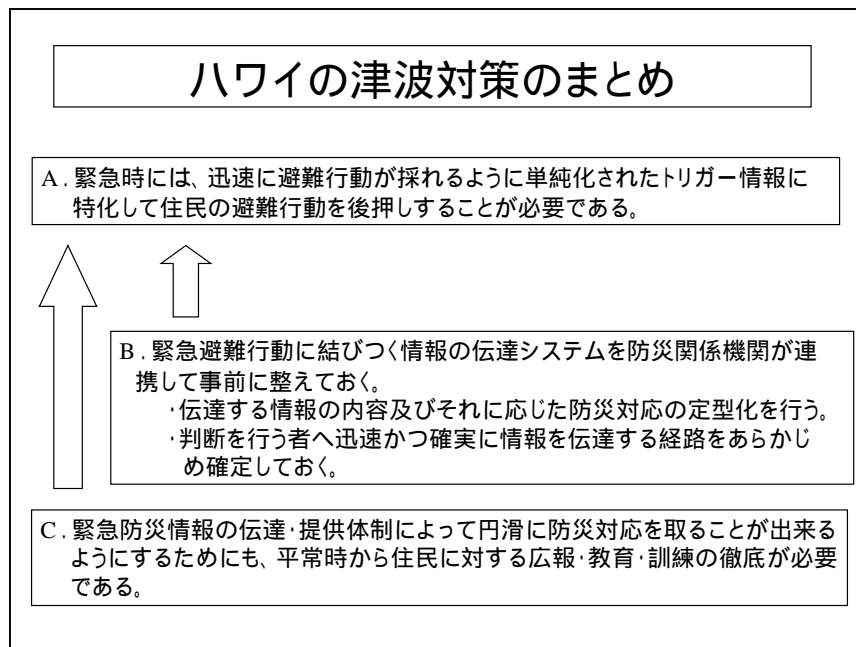 ハワイの津波対策のまとめ
A．緊急時には、迅速に避難行動が採れるように単純化されたトリガー情報に
特化して住民の避難行動を後押しすることが必要である。
B．緊急避難行動に結びつく情報の伝達システムを防災関係機関が連
携して事前に整えておく。
・伝達する情報の内容及びそれに応じた防災対応の定型化を行う。
・判断を行う者へ迅速かつ確実に情報を伝達する経路をあらかじ
め確定しておく。
C．緊急防災情報の伝達・提供体制によって円滑に防災対応を取ることが出来る
ようにするためにも、平常時から住民に対する広報・教育・訓練の徹底が必要
である。